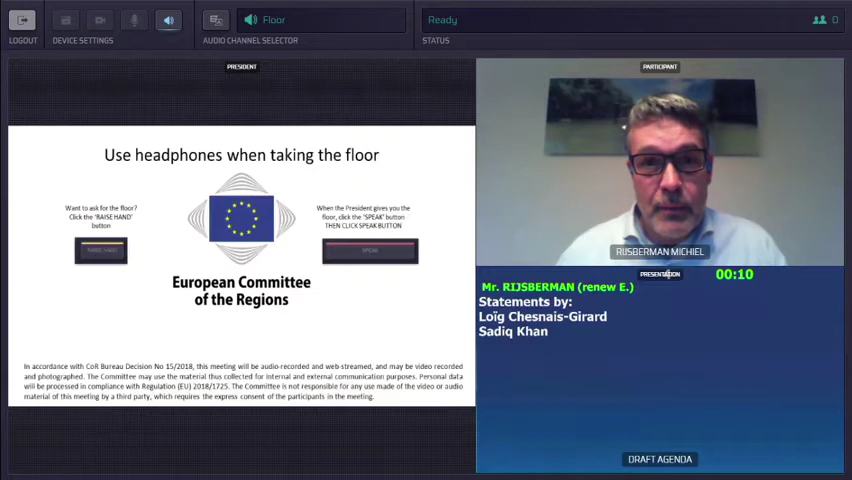 LOGOUT
DEVICE SETTINGS
Floor
AUDIO CHANNEL SELECTOR
Ready
0
STATUS
PRESIDENT
Use headphones when taking the floor
Want to ask for the floor?
Click the 'RAISE HAND'
button
RAISE HAND
When the President gives you the
floor, click the 'SPEAK' button
THEN CLICK SPEAK BUTTON
SPEAK
European Committee
of the Regions
In accordance with CoR Bureau Decision No 15/2018, this meeting will be audio-recorded and web-streamed, and may be video recorded
and photographed. The Committee may use the material thus collected for internal and external communication purposes. Personal data
will be processed in compliance with Regulation (EU) 2018/1725. The Committee is not responsible for any use made of the video or audio
material of this meeting by a third party, which requires the express consent of the participants in the meeting.
PARTICIPANT
RIJSBERMAN MICHIEL
PRESENTATION
00:10
Mr. RIJSBERMAN (renew E.)
Statements by:
Loïg Chesnais-Girard
Sadiq Khan
DRAFT AGENDA